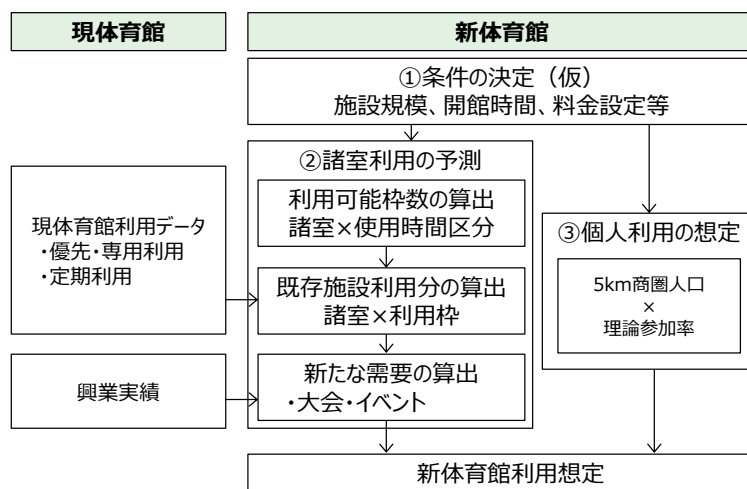 現体育館
新体育館
①条件の決定（仮）
施設規模、開館時間、料金設定等
②諸室利用の予測
利用可能枠数の算出
諸室×使用時間区分
現体育館利用データ
・優先・専用利用
・定期利用
既存施設利用分の算出
諸室×利用枠
③個人利用の想定
5km商圏人口
×
理論参加率
興業実績
新たな需要の算出
・大会・イベント
新体育館利用想定